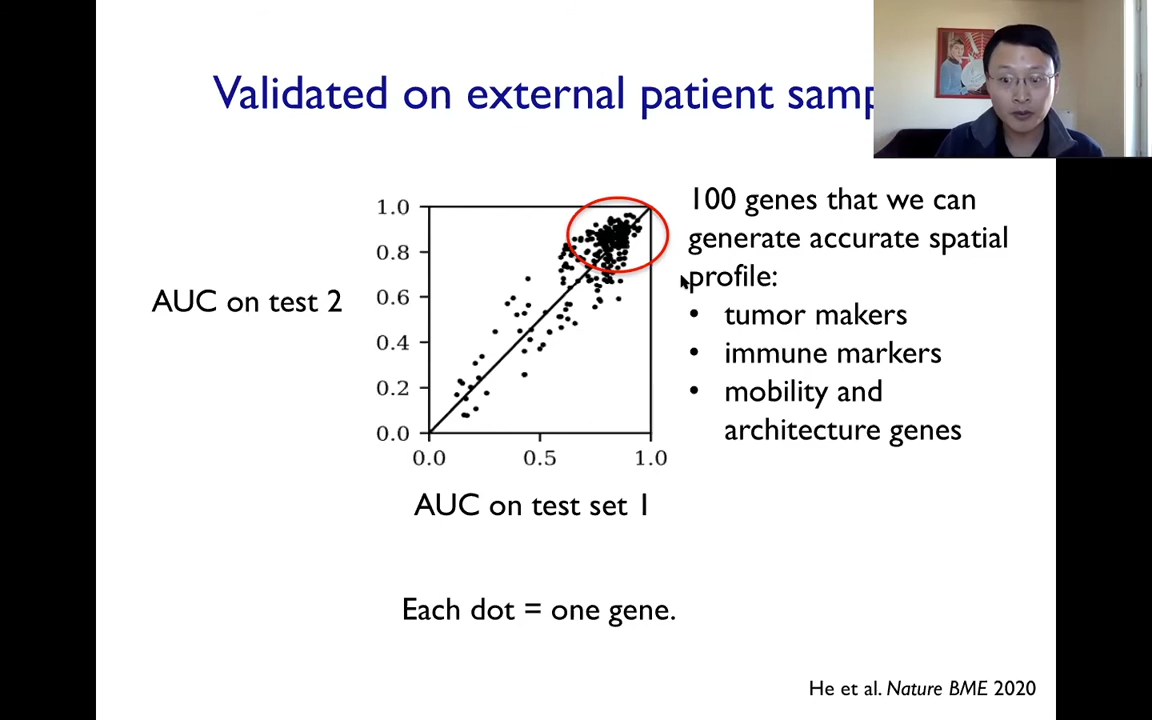 Validated on external patient samp
100 genes that we can
generate accurate spatial
profile:
• tumor makers
• immune markers
• mobility and
architecture genes
AUC on test 2
1.0
0.8
0.6
0.4
0.2
0.0
0.0 0.5 1.0
AUC on test set 1
Each dot = one gene.
He et al. Nature BME 2020